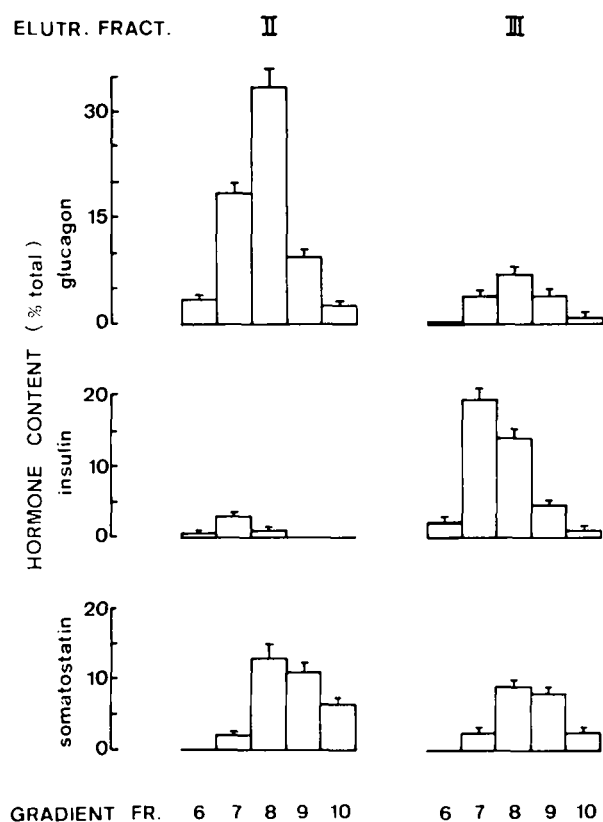 ELUTR. FRACT. II III
30
15
0
glucagon
20
10
0
insulin
20
10
0
somatostatin
HORMONE CONTENT (% total)
GRADIENT FR. 6 7 8 9 10 6 7 8 9 10